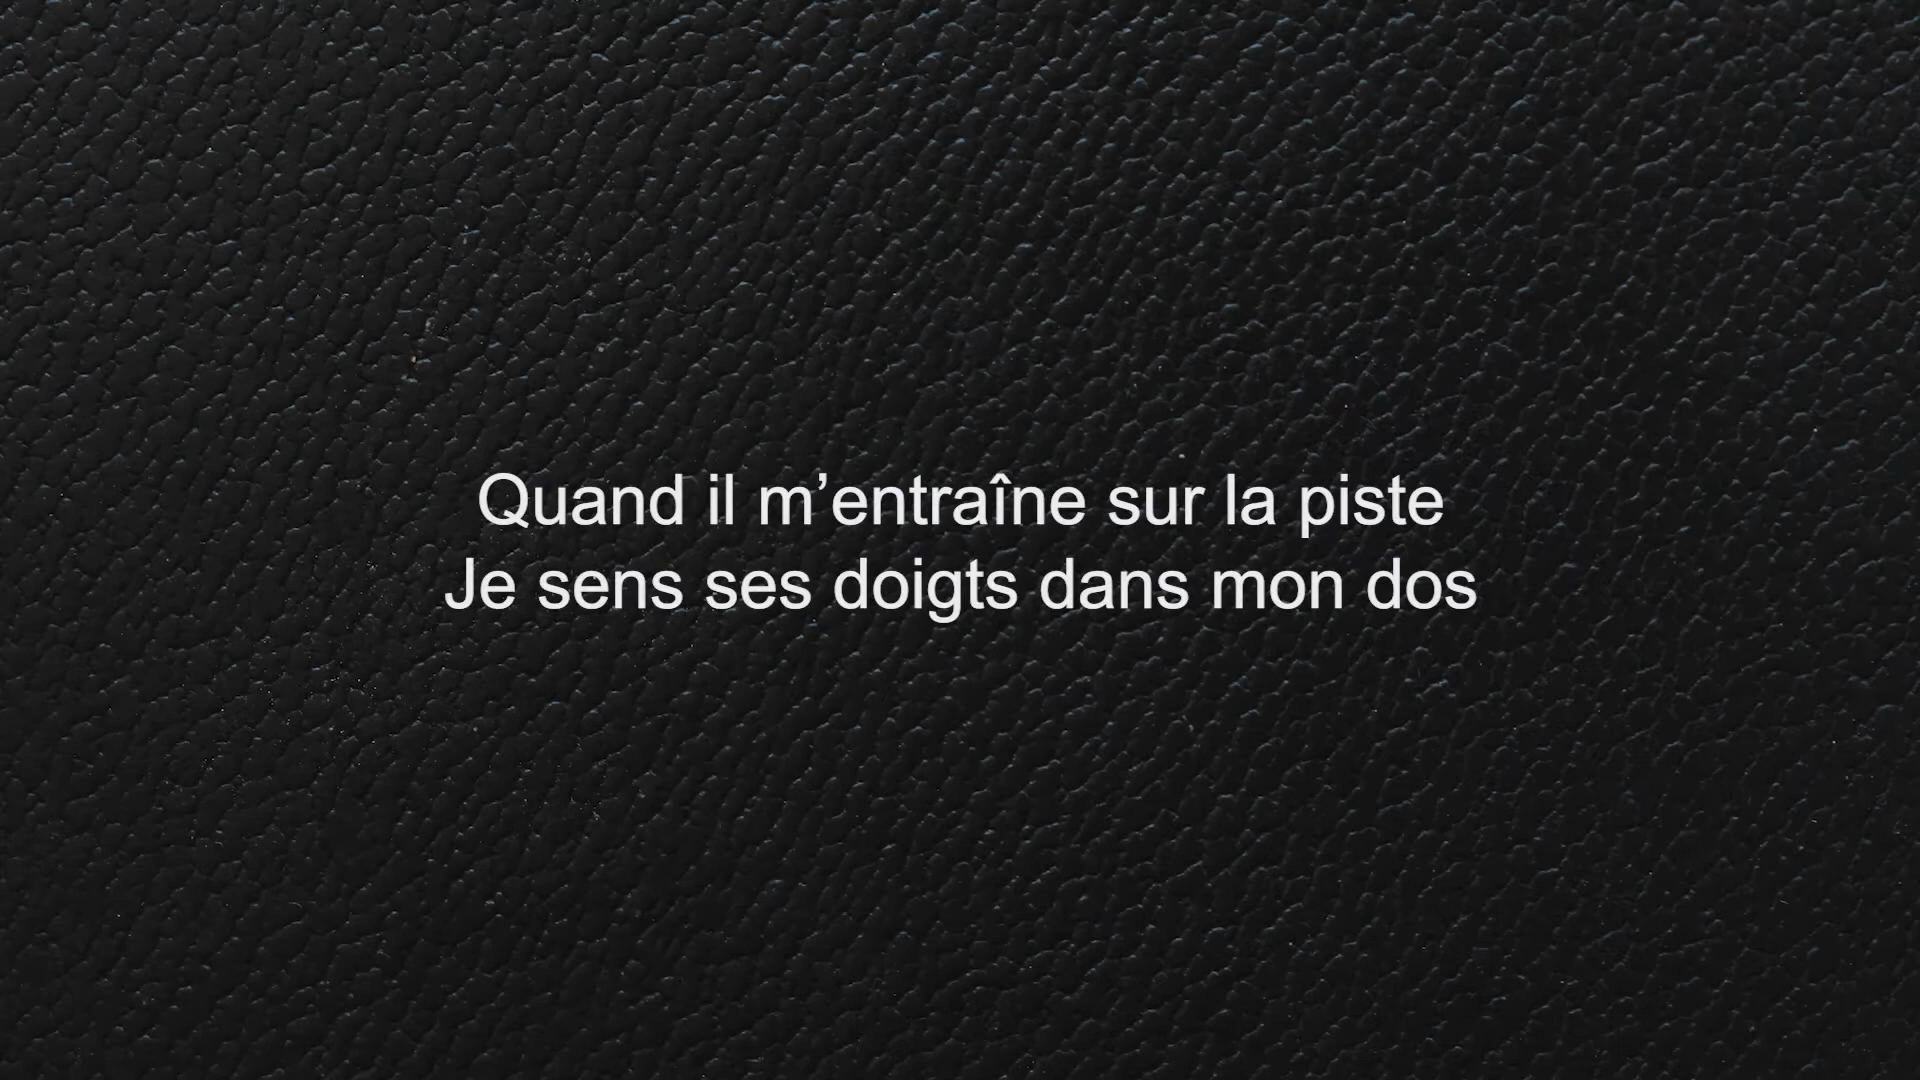 Quand il m’entraîne sur la piste
Je sens ses doigts dans mon dos